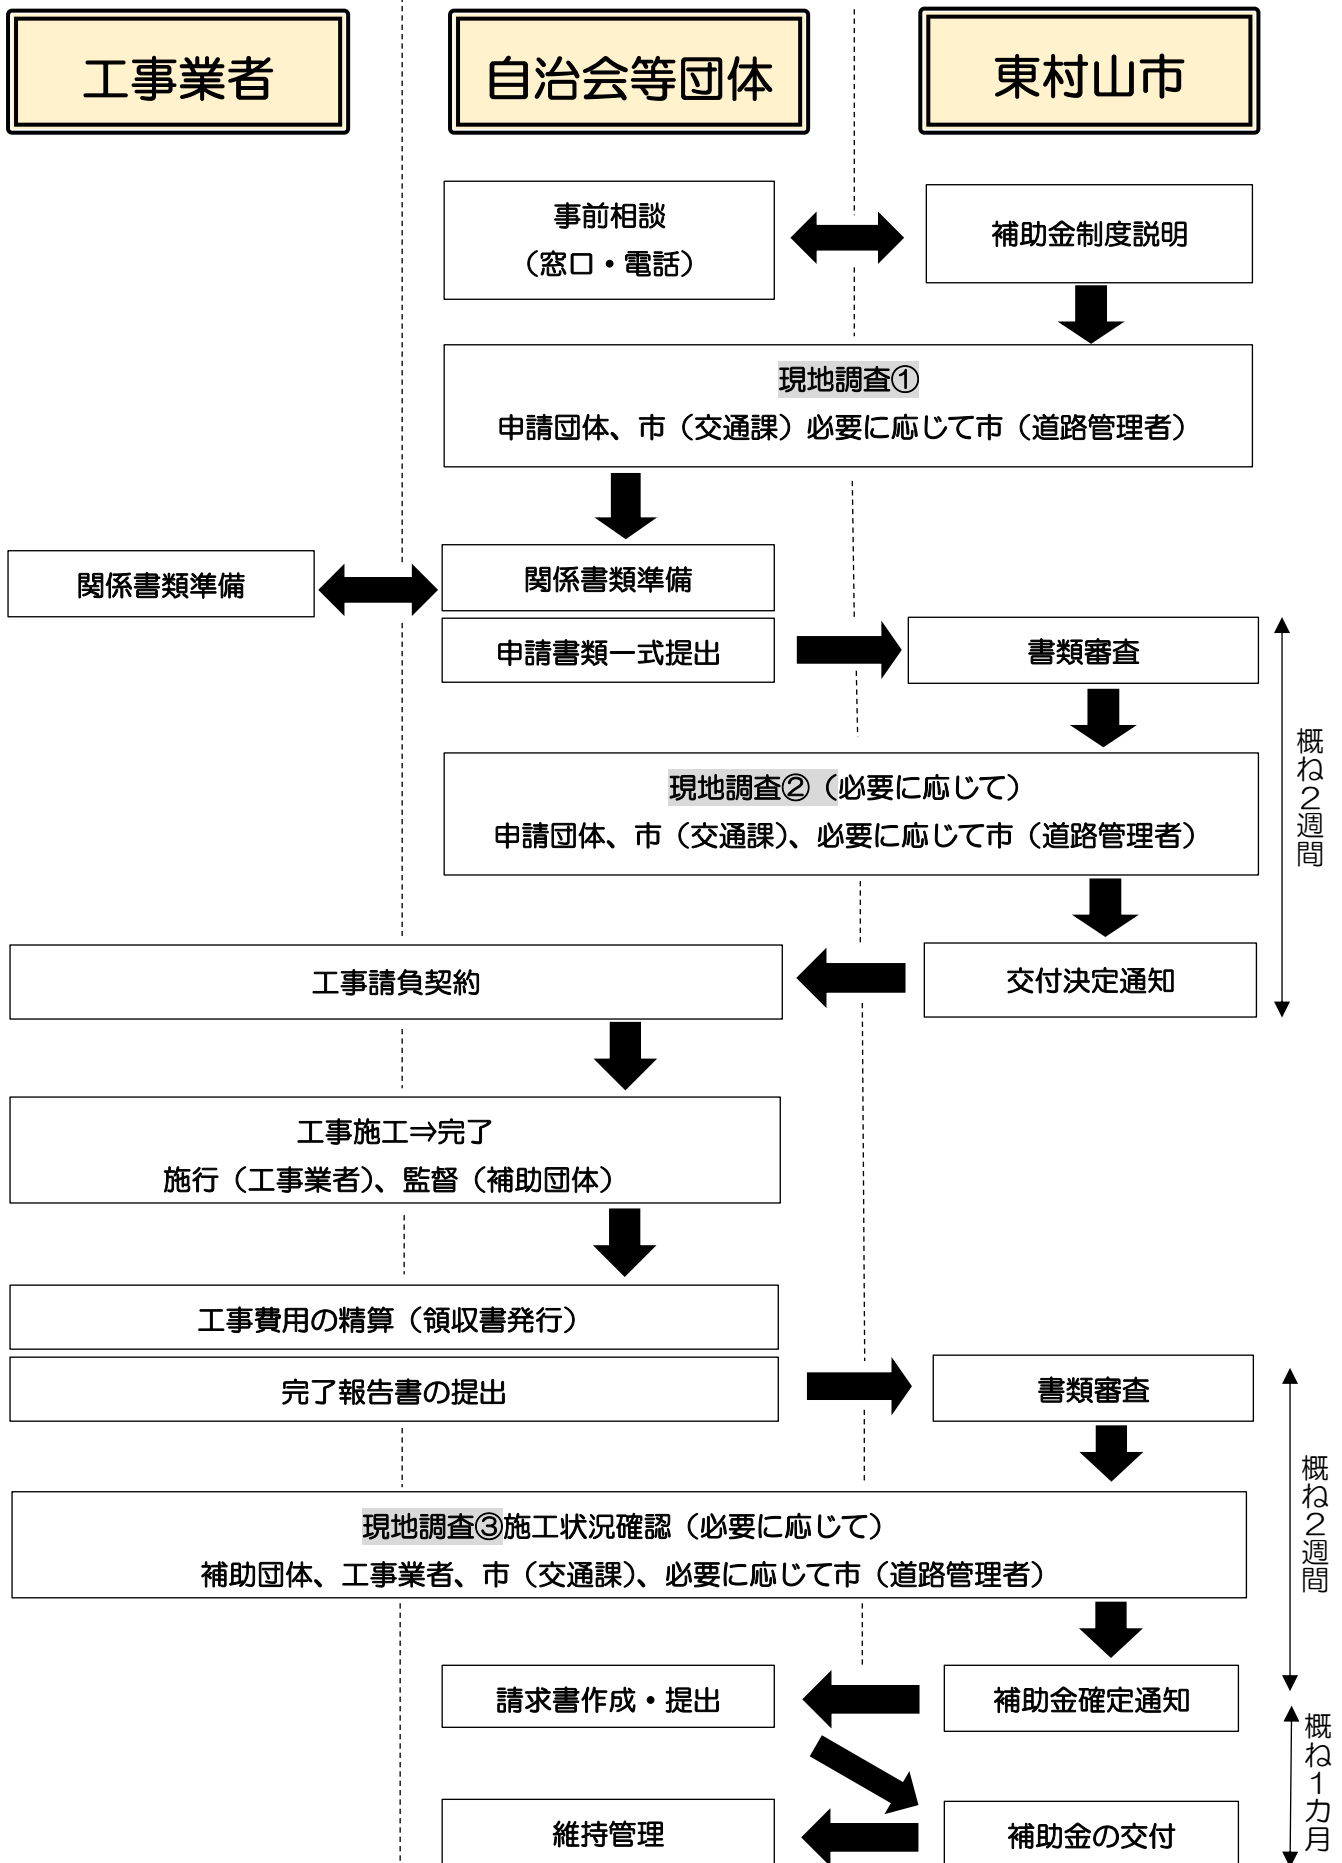 工事業者
自治会等団体
東村山市
事前相談
（窓口・電話）
補助金制度説明
現地調査①
申請団体、市（交通課）必要に応じて市（道路管理者）
関係書類準備
関係書類準備
申請書類一式提出
書類審査
現地調査②（必要に応じて）
申請団体、市（交通課）、必要に応じて市（道路管理者）
概ね２週間
工事請負契約
交付決定通知
工事施工⇒完了
施行（工事業者）、監督（補助団体）
工事費用の精算（領収書発行）
完了報告書の提出
書類審査
現地調査③施工状況確認（必要に応じて）
補助団体、工事業者、市（交通課）、必要に応じて市（道路管理者）
概ね２週間
請求書作成・提出
補助金確定通知
維持管理
補助金の交付
概ね１カ月